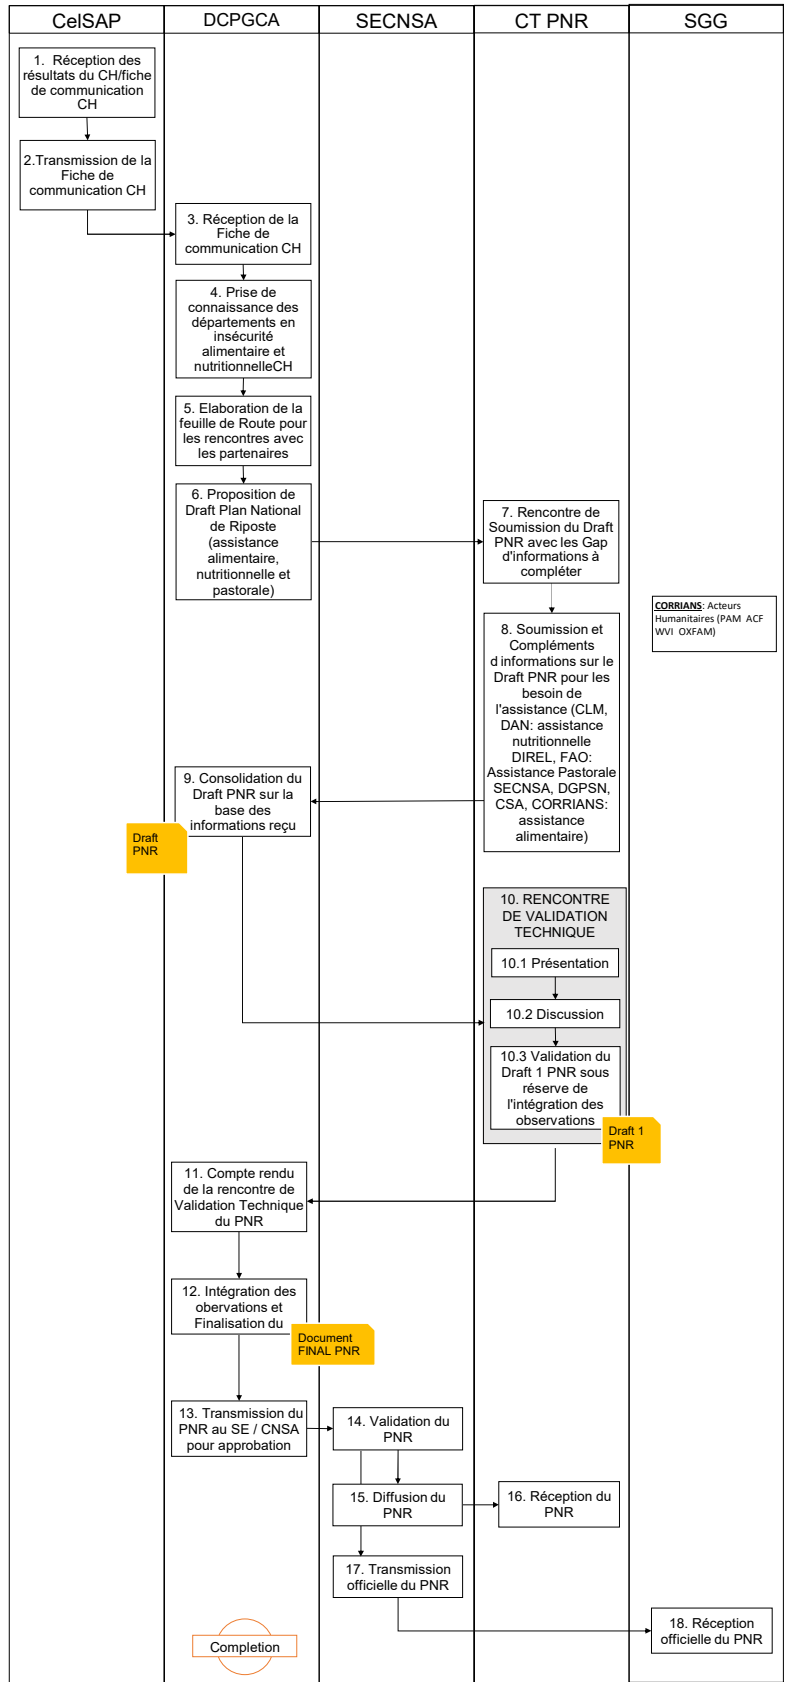 CelSAP
DCPGCA
SECNSA
CT PNR
SGG
1. Réception des
résultats du CH/fiche
de communication
CH
2.Transmission de la
Fiche de
communication CH
3. Réception de la
Fiche de
communication CH
4. Prise de
connaissance des
départements en
insécurité
alimentaire et
nutritionnelleCH
5. Elaboration de la
feuille de Route pour
les rencontres avec
les partenaires
6. Proposition de
Draft Plan National
de Riposte
(assistance
alimentaire,
nutritionnelle et
pastorale)
7. Rencontre de
Soumission du Draft
PNR avec les Gap
d'informations à
compléter
CORRIANS: Acteurs
Humanitaires (PAM ACF
WVI OXFAM)
8. Soumission et
Compléments
d informations sur le
Draft PNR pour les
besoin de
l'assistance (CLM,
DAN: assistance
nutritionnelle
DIREL, FAO:
Assistance Pastorale
SECNSA, DGPSN,
CSA, CORRIANS:
assistance
alimentaire)
9. Consolidation du
Draft PNR sur la
base des
informations reçu
Draft
PNR
10. RENCONTRE
DE VALIDATION
TECHNIQUE
10.1 Présentation
10.2 Discussion
10.3 Validation du
Draft 1 PNR sous
réserve de
l'intégration des
observations
Draft 1
PNR
11. Compte rendu
de la rencontre de
Validation Technique
du PNR
12. Intégration des
obervations et
Finalisation du
Document
FINAL PNR
13. Transmission du
PNR au SE / CNSA
pour approbation
14. Validation du
PNR
15. Diffusion du
PNR
16. Réception du
PNR
17. Transmission
officielle du PNR
18. Réception
officielle du PNR
Completion